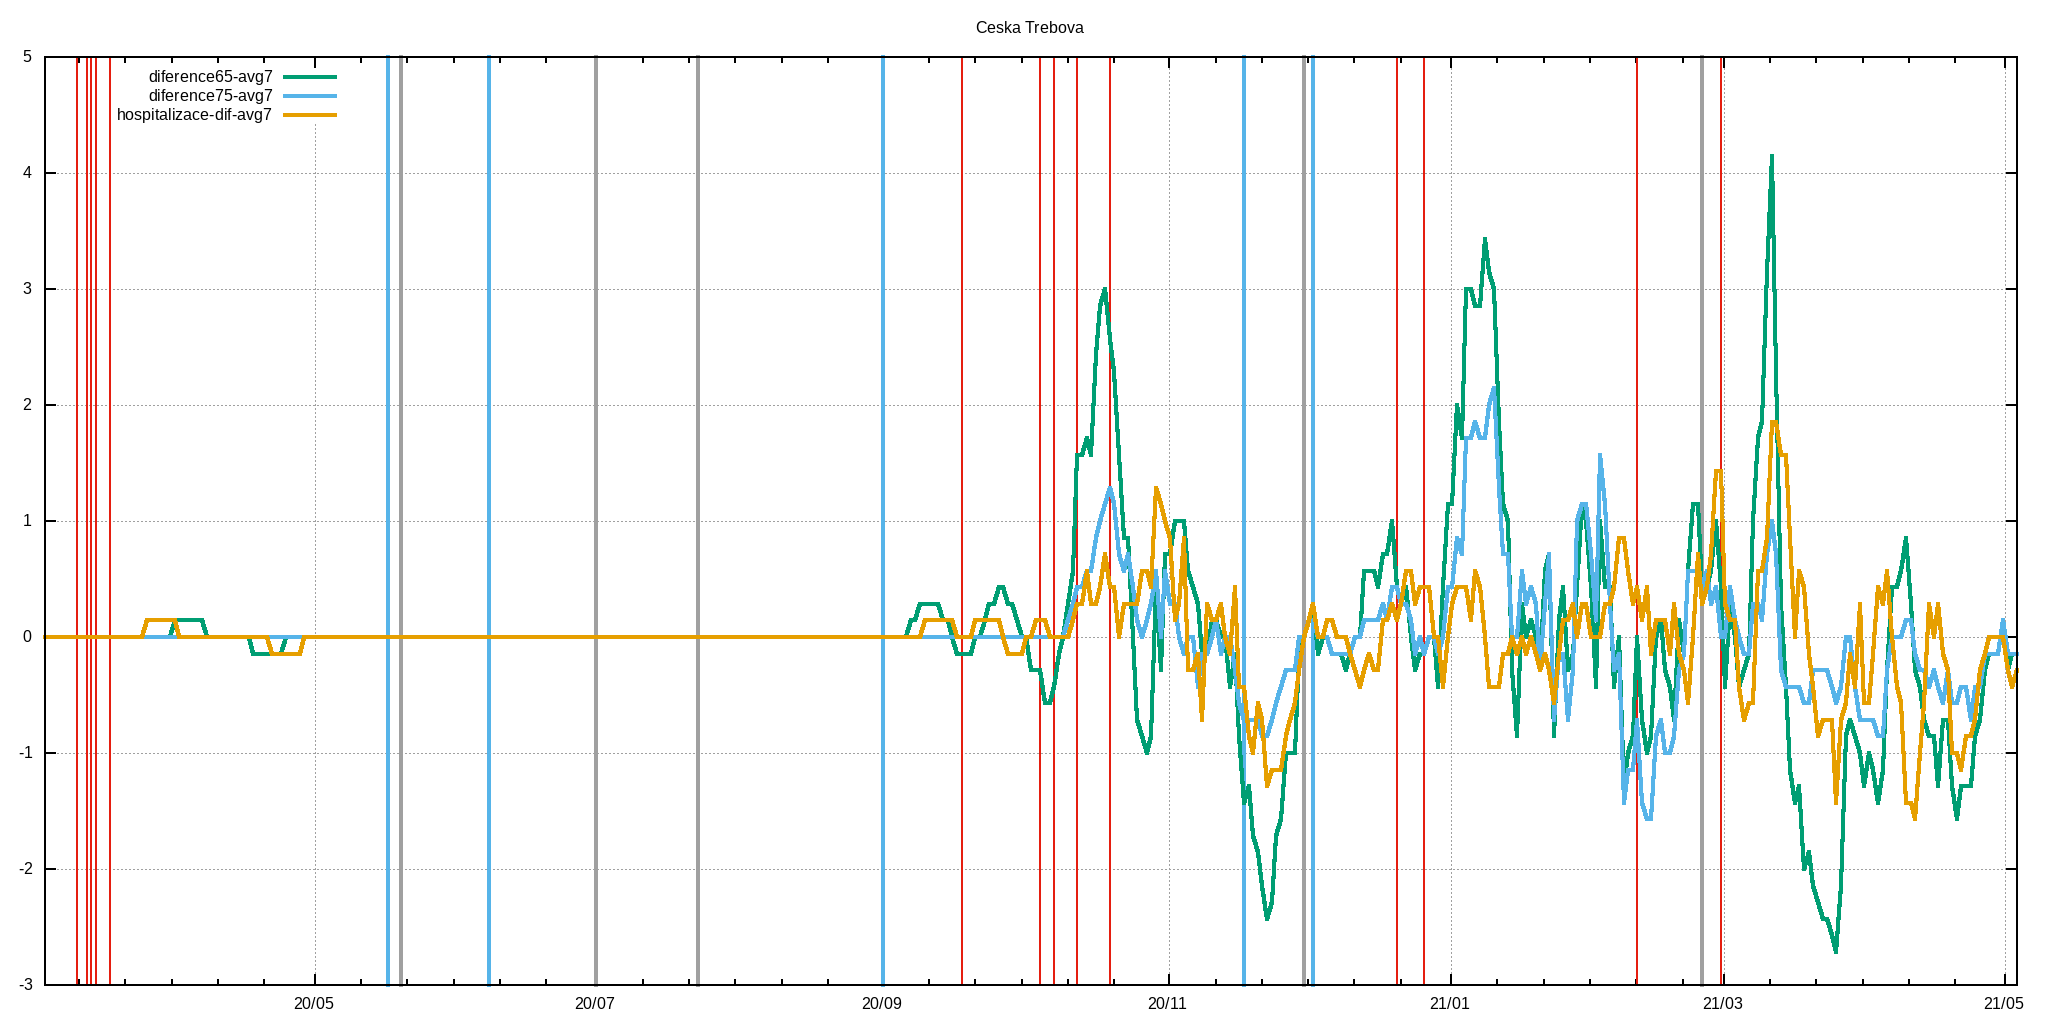 Ceska Trebova
5
4
3
2
1
0
-1
-2
-3
diference65-avg7
diference75-avg7
hospitalizace-dif-avg7
20/05 20/07 20/09 20/11 21/01 21/03 21/05